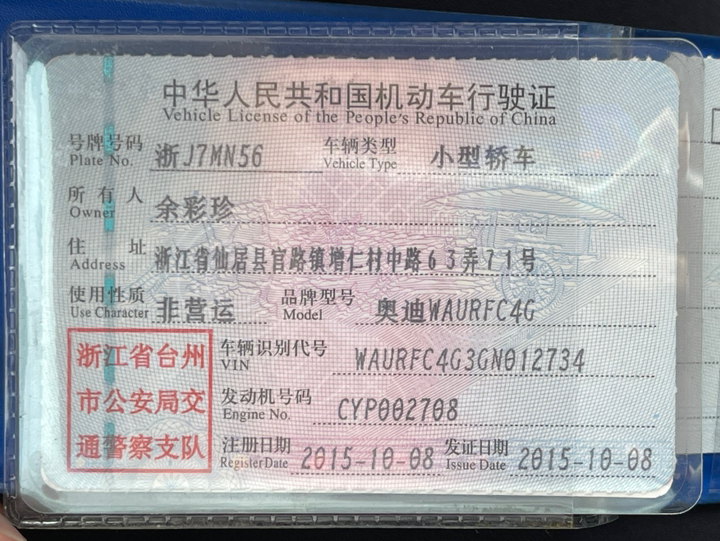 中华人民共和国机动车行驶证
Vehicle License of the People's Republic of China
号牌号码 浙J7MN56 车辆类型 小型轿车
Plate No. Vehicle Type
所有人 余彩珍
Owner
住址 浙江省仙居县官路镇增仁村中路63弄71号
Address
使用性质 非营运 品牌型号 奥迪WAURFC4G
Use Character Model
浙江省台州
市公安局交
通警察支队
车辆识别代号 WAURFC4G3GN012734
VIN
发动机号码 CYP002708
Engine No.
注册日期 2015-10-08 发证日期 2015-10-08
Register Date Issue Date